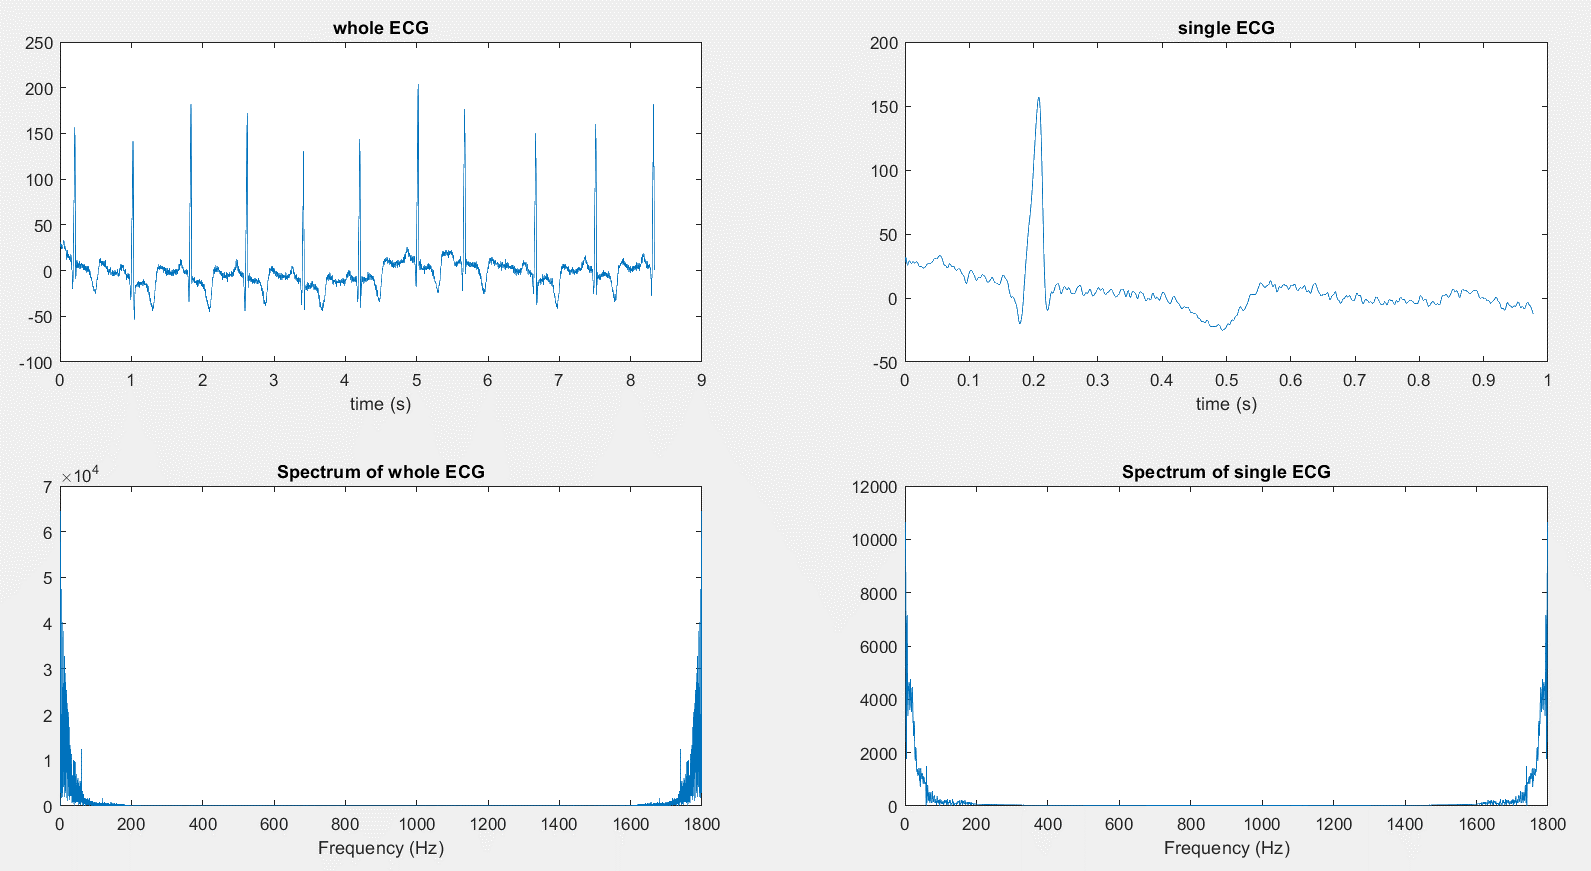 whole ECG
250
200
150
100
50
0
-50
-100
0 1 2 3 4 5 6 7 8 9
time (s)
single ECG
200
150
100
50
0
-50
0 0.1 0.2 0.3 0.4 0.5 0.6 0.7 0.8 0.9 1
time (s)
Spectrum of whole ECG
×10⁴
7
6
5
4
3
2
1
0
0 200 400 600 800 1000 1200 1400 1600 1800
Frequency (Hz)
Spectrum of single ECG
12000
10000
8000
6000
4000
2000
0
0 200 400 600 800 1000 1200 1400 1600 1800
Frequency (Hz)